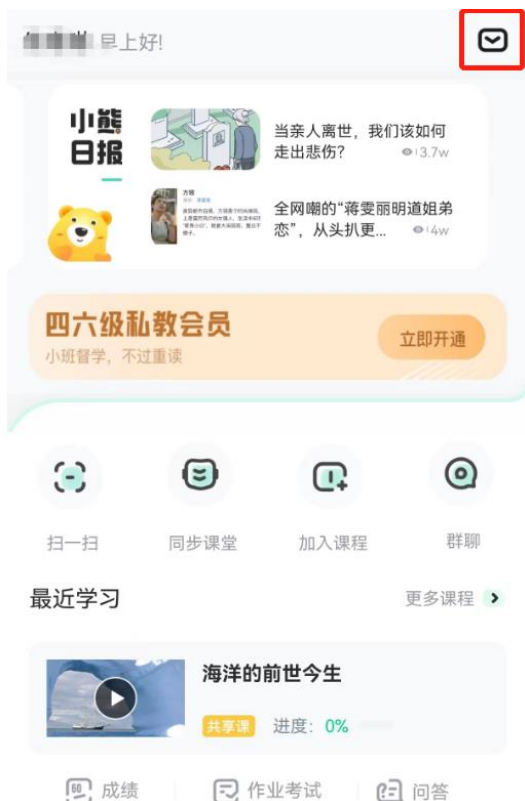 早上好!
小熊
日报
当亲人离世，我们该如何
走出悲伤?
3.7w
全网嘲的“蒋雯丽明道姐弟
恋”，从头扒更...
4w
四六级私教会员
小班督学，不过重读
立即开通
扫一扫
同步课堂
加入课程
群聊
最近学习
更多课程
海洋的前世今生
共享课 进度：0%
成绩
作业考试
问答